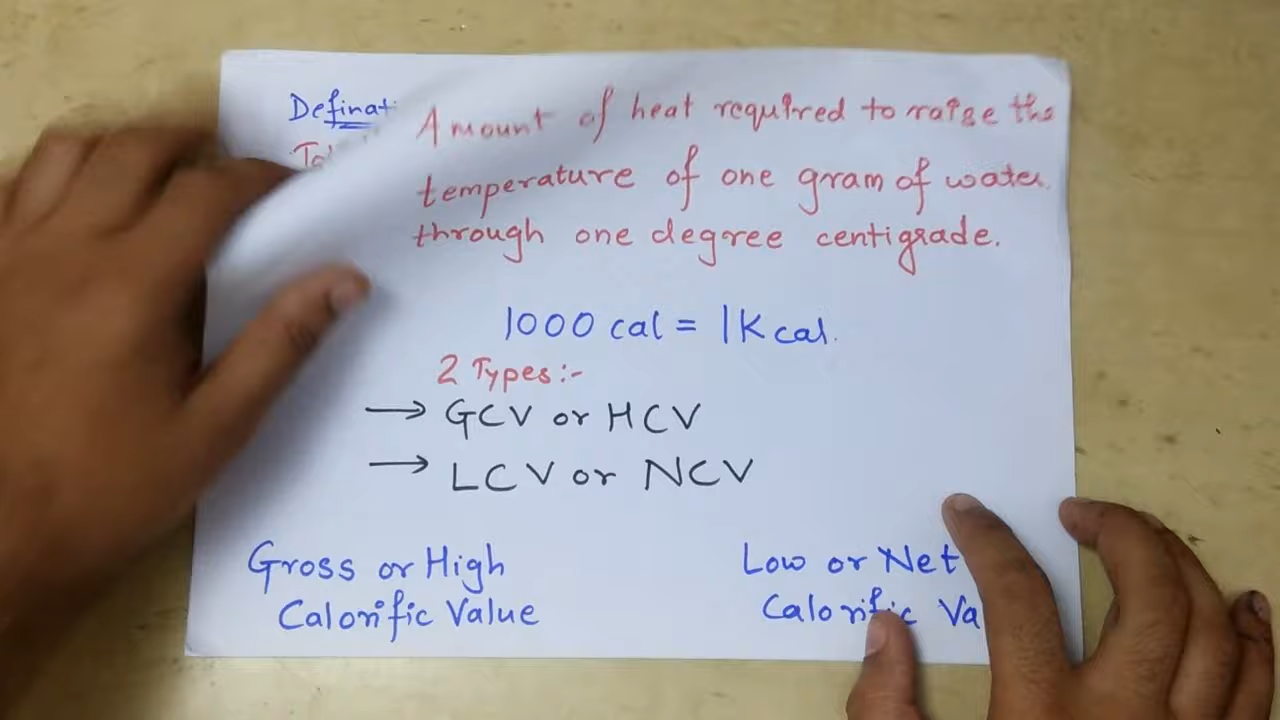 Definat
Amount of heat required to raise the
temperature of one gram of water
through one degree centigrade.
1000 cal = 1Kcal.
2 Types:-
→ GCV or HCV
→ LCV or NCV
Gross or High
Calorific Value
Low or Net
Calorific Va